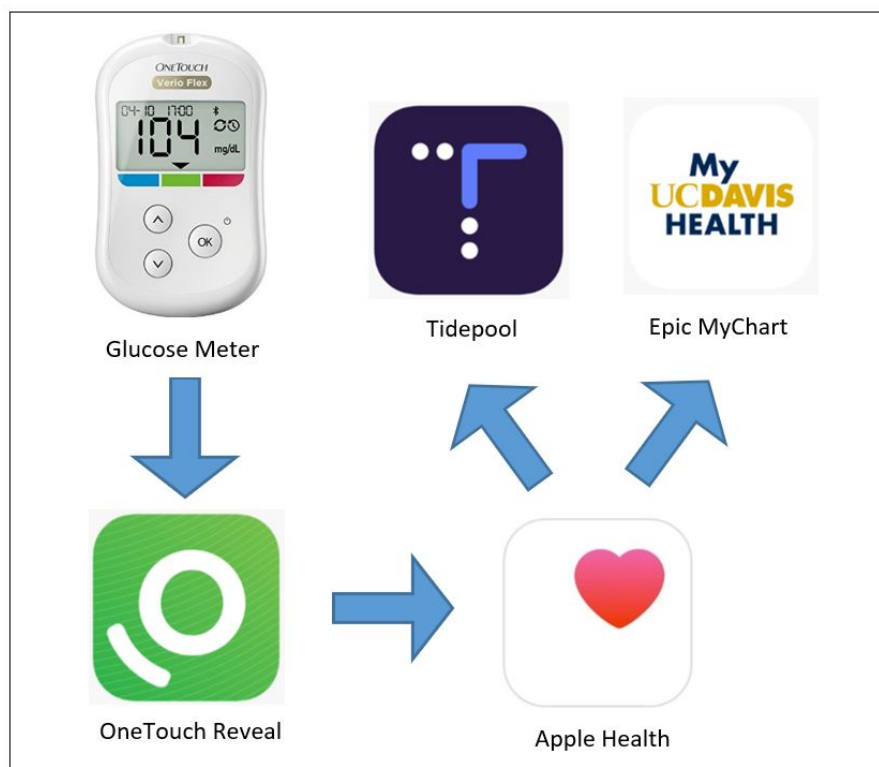 ONETOUCH
Verio Flex
04-10 17:00
104
mg/dL
OK
Glucose Meter
T
Tidepool
My
UCDAVIS
HEALTH
Epic MyChart
OneTouch Reveal
Apple Health